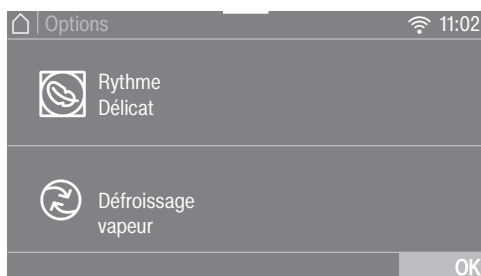 Options 11:02
Rythme
Délicat
Défroissage
vapeur
OK